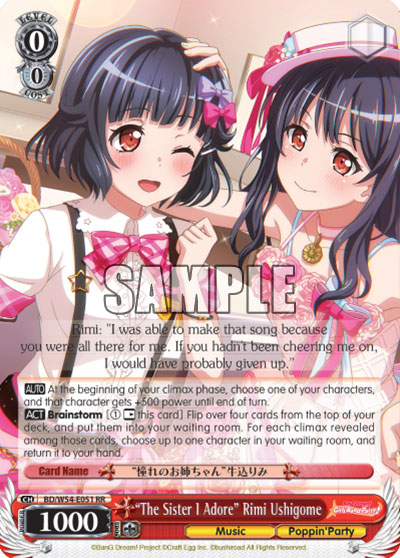 LEVEL
0
0
COST
SAMPLE
Rimi: "I was able to make that song because
you were all there for me. If you hadn't been cheering me on,
I would have probably given up."
AUTO At the beginning of your climax phase, choose one of your characters,
and that character gets +500 power until end of turn.
ACT Brainstorm [① this card] Flip over four cards from the top of your
deck, and put them into your waiting room. For each climax revealed
among those cards, choose up to one character in your waiting room, and
return it to your hand.
Card Name "憧れのお姉ちゃん"牛込りみ
CH BD/W54-E051 RR
1000
"The Sister I Adore" Rimi Ushigome
Music Poppin'Party
©BanG Dream! Project ©Craft Egg Inc. ©bushiroad All Rights Reserved.